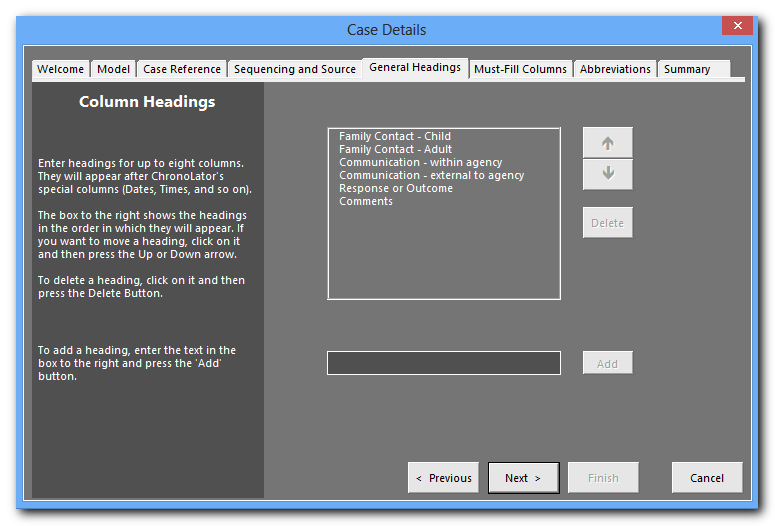 Case Details
Welcome Model Case Reference Sequencing and Source General Headings Must-Fill Columns Abbreviations Summary
Column Headings
Enter headings for up to eight columns.
They will appear after ChronoLator's
special columns (Dates, Times, and so on).
The box to the right shows the headings
in the order in which they will appear. If
you want to move a heading, click on it
and then press the Up or Down arrow.
To delete a heading, click on it and then
press the Delete Button.
To add a heading, enter the text in the
box to the right and press the 'Add'
button.
Family Contact - Child
Family Contact - Adult
Communication - within agency
Communication - external to agency
Response or Outcome
Comments
Delete
Add
< Previous Next > Finish Cancel